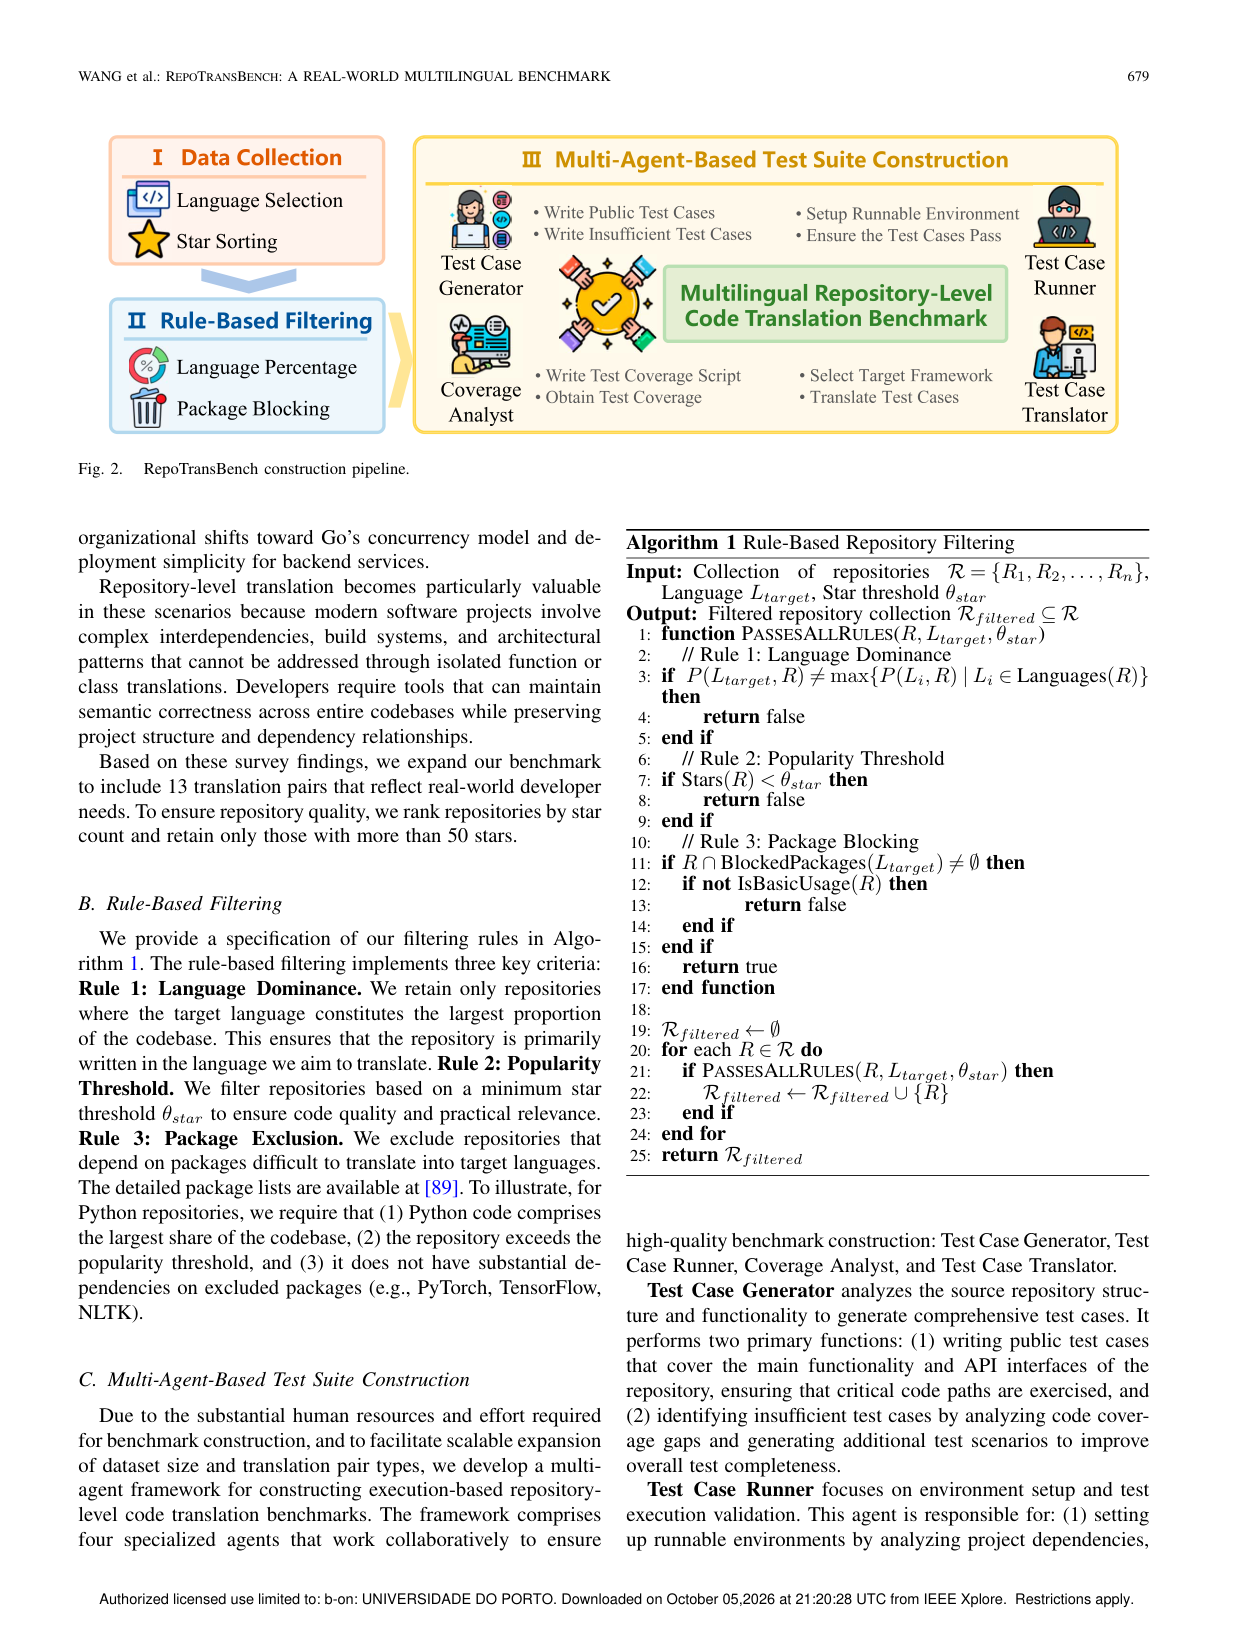 WANG et al.: REPOTRANSBENCH: A REAL-WORLD MULTILINGUAL BENCHMARK
679
I Data Collection
Language Selection
Star Sorting
II Rule-Based Filtering
Language Percentage
Package Blocking
III Multi-Agent-Based Test Suite Construction
Test Case
Generator
• Write Public Test Cases
• Write Insufficient Test Cases
• Setup Runnable Environment
• Ensure the Test Cases Pass
Test Case
Runner
Multilingual Repository-Level
Code Translation Benchmark
Coverage
Analyst
• Write Test Coverage Script
• Obtain Test Coverage
• Select Target Framework
• Translate Test Cases
Test Case
Translator
Fig. 2. RepoTransBench construction pipeline.
organizational shifts toward Go's concurrency model and de-
ployment simplicity for backend services.
Repository-level translation becomes particularly valuable
in these scenarios because modern software projects involve
complex interdependencies, build systems, and architectural
patterns that cannot be addressed through isolated function or
class translations. Developers require tools that can maintain
semantic correctness across entire codebases while preserving
project structure and dependency relationships.
Based on these survey findings, we expand our benchmark
to include 13 translation pairs that reflect real-world developer
needs. To ensure repository quality, we rank repositories by star
count and retain only those with more than 50 stars.
B. Rule-Based Filtering
We provide a specification of our filtering rules in Algo-
rithm 1. The rule-based filtering implements three key criteria:
Rule 1: Language Dominance. We retain only repositories
where the target language constitutes the largest proportion
of the codebase. This ensures that the repository is primarily
written in the language we aim to translate. Rule 2: Popularity
Threshold. We filter repositories based on a minimum star
threshold θstar to ensure code quality and practical relevance.
Rule 3: Package Exclusion. We exclude repositories that
depend on packages difficult to translate into target languages.
The detailed package lists are available at [89]. To illustrate, for
Python repositories, we require that (1) Python code comprises
the largest share of the codebase, (2) the repository exceeds the
popularity threshold, and (3) it does not have substantial de-
pendencies on excluded packages (e.g., PyTorch, TensorFlow,
NLTK).
C. Multi-Agent-Based Test Suite Construction
Due to the substantial human resources and effort required
for benchmark construction, and to facilitate scalable expansion
of dataset size and translation pair types, we develop a multi-
agent framework for constructing execution-based repository-
level code translation benchmarks. The framework comprises
four specialized agents that work collaboratively to ensure
Algorithm 1 Rule-Based Repository Filtering
Input: Collection of repositories R = {R1, R2, . . . , Rn},
Language Ltarget, Star threshold θstar
Output: Filtered repository collection Rfiltered ⊆ R
1: function PASSESALLRULES(R, Ltarget, θstar)
2: // Rule 1: Language Dominance
3: if P(Ltarget, R) ≠ max{P(Li, R) | Li ∈ Languages(R)}
then
4: return false
5: end if
6: // Rule 2: Popularity Threshold
7: if Stars(R) < θstar then
8: return false
9: end if
10: // Rule 3: Package Blocking
11: if R ∩ BlockedPackages(Ltarget) ≠ ∅ then
12: if not IsBasicUsage(R) then
13: return false
14: end if
15: end if
16: return true
17: end function
18:
19: Rfiltered ← ∅
20: for each R ∈ R do
21: if PASSESALLRULES(R, Ltarget, θstar) then
22: Rfiltered ← Rfiltered ∪ {R}
23: end if
24: end for
25: return Rfiltered
high-quality benchmark construction: Test Case Generator, Test
Case Runner, Coverage Analyst, and Test Case Translator.
Test Case Generator analyzes the source repository struc-
ture and functionality to generate comprehensive test cases. It
performs two primary functions: (1) writing public test cases
that cover the main functionality and API interfaces of the
repository, ensuring that critical code paths are exercised, and
(2) identifying insufficient test cases by analyzing code cover-
age gaps and generating additional test scenarios to improve
overall test completeness.
Test Case Runner focuses on environment setup and test
execution validation. This agent is responsible for: (1) setting
up runnable environments by analyzing project dependencies,
Authorized licensed use limited to: b-on: UNIVERSIDADE DO PORTO. Downloaded on October 05,2026 at 21:20:28 UTC from IEEE Xplore. Restrictions apply.